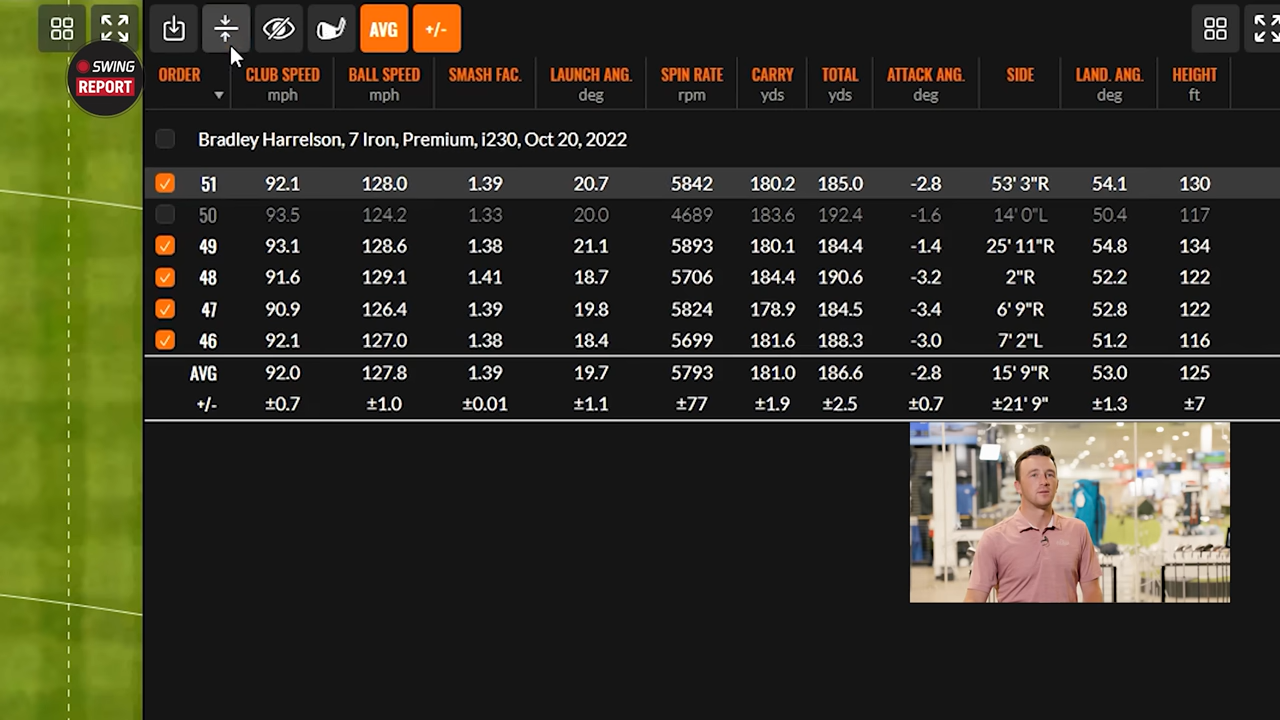 AVG +/-
SWING
REPORT
ORDER CLUB SPEED BALL SPEED SMASH FAC. LAUNCH ANG. SPIN RATE CARRY TOTAL ATTACK ANG. SIDE LAND. ANG. HEIGHT
mph mph deg rpm yds yds deg deg ft
Bradley Harrelson, 7 Iron, Premium, i230, Oct 20, 2022
51 92.1 128.0 1.39 20.7 5842 180.2 185.0 -2.8 53' 3"R 54.1 130
50 93.5 124.2 1.33 20.0 4689 183.6 192.4 -1.6 14' 0"L 50.4 117
49 93.1 128.6 1.38 21.1 5893 180.1 184.4 -1.4 25' 11"R 54.8 134
48 91.6 129.1 1.41 18.7 5706 184.4 190.6 -3.2 2"R 52.2 122
47 90.9 126.4 1.39 19.8 5824 178.9 184.5 -3.4 6' 9"R 52.8 122
46 92.1 127.0 1.38 18.4 5699 181.6 188.3 -3.0 7' 2"L 51.2 116
AVG 92.0 127.8 1.39 19.7 5793 181.0 186.6 -2.8 15' 9"R 53.0 125
+/- ±0.7 ±1.0 ±0.01 ±1.1 ±77 ±1.9 ±2.5 ±0.7 ±21' 9" ±1.3 ±7